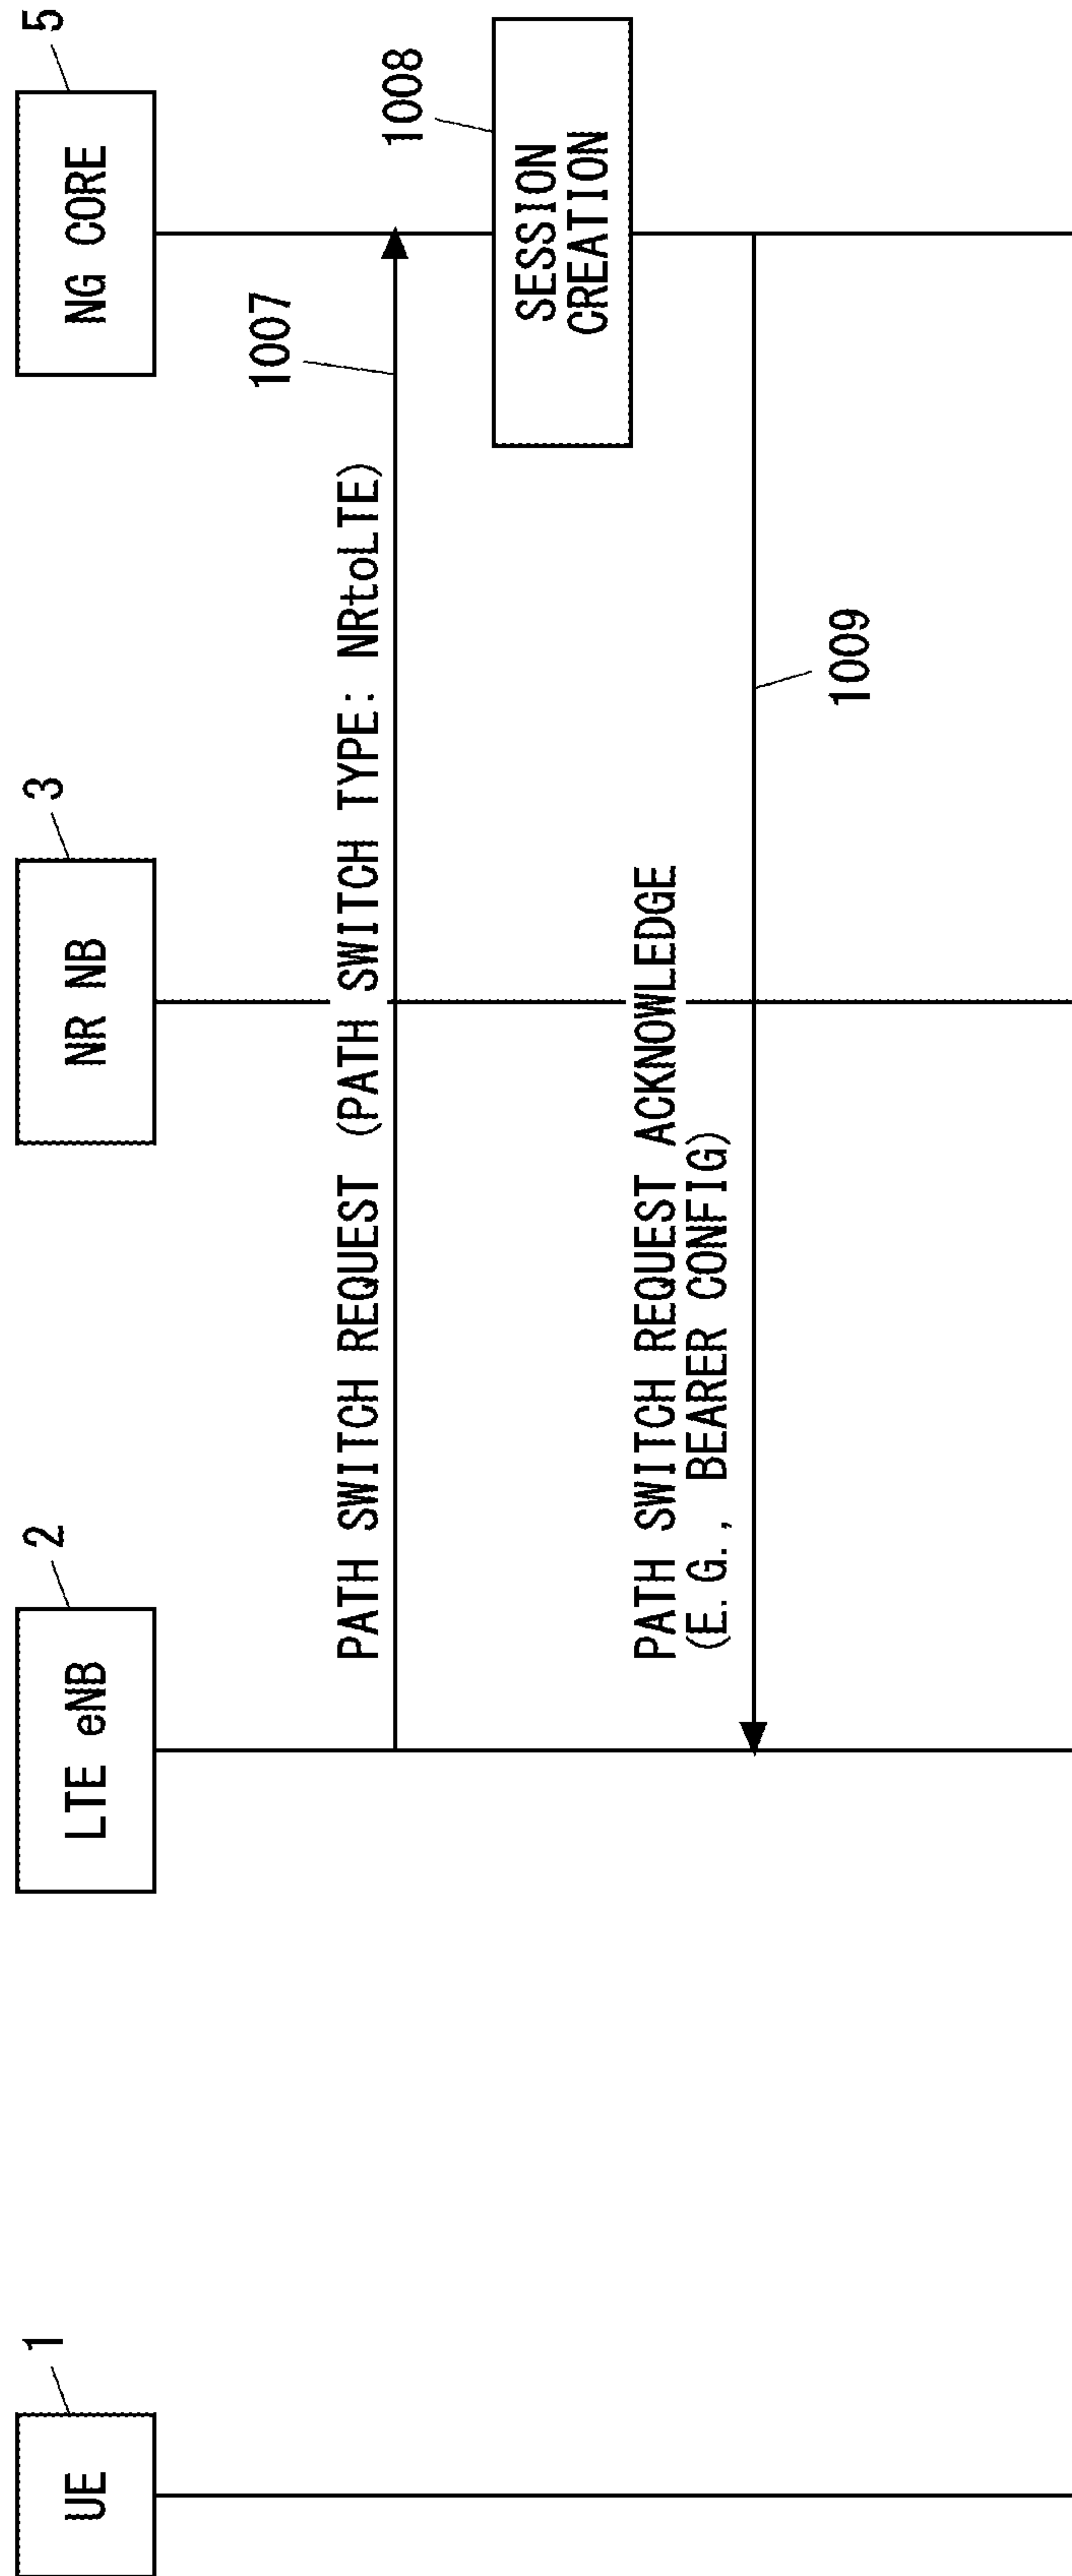 1
UE
2
LTE eNB
3
NR NB
5
NG CORE
1007
PATH SWITCH REQUEST (PATH SWITCH TYPE: NRtoLTE)
1008
SESSION
CREATION
PATH SWITCH REQUEST ACKNOWLEDGE
(E.G., BEARER CONFIG)
1009